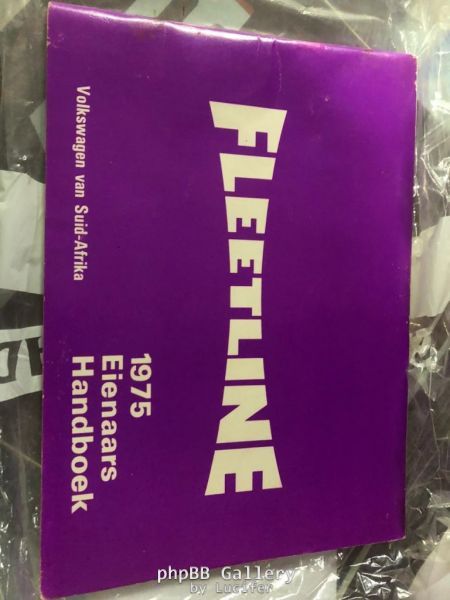 FLEETLINE
1975
Eienaars
Handboek
Volkswagen van Suid-Afrika
phpBB Gallery
by Lucifer